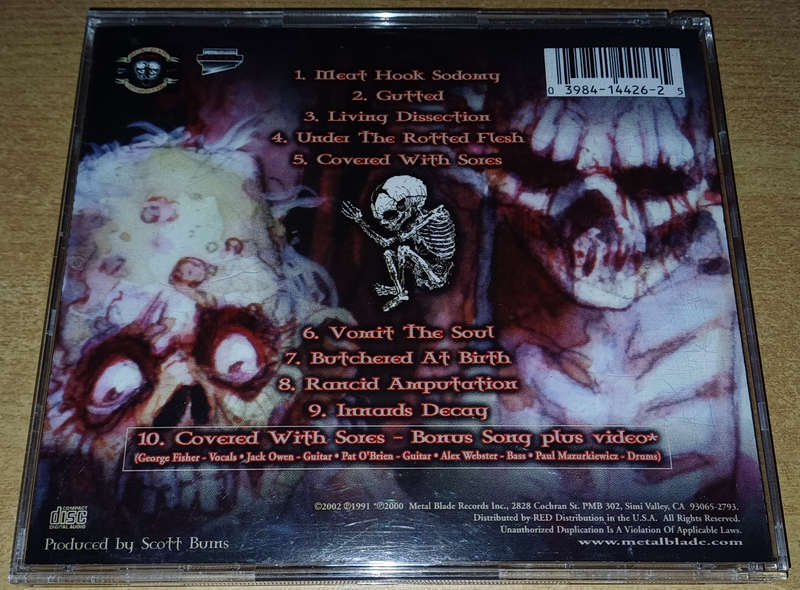 1. Meat Hook Sodomy
2. Gutted
3. Living Dissection
4. Under The Rotted Flesh
5. Covered With Sores
0 3984-14426-2 5
6. Vomit The Soul
7. Butchered At Birth
8. Rancid Amputation
9. Innards Decay
10. Covered With Sores - Bonus Song plus video*
(George Fisher - Vocals • Jack Owen - Guitar • Pat O'Brien - Guitar • Alex Webster - Bass • Paul Mazurkiewicz - Drums)
COMPACT
disc
DIGITAL AUDIO
Produced by Scott Burns
©2002 ℗1991 *℗2000 Metal Blade Records Inc., 2828 Cochran St. PMB 302, Simi Valley, CA 93065-2793.
Distributed by RED Distribution in the U.S.A. All Rights Reserved.
Unauthorized Duplication Is A Violation Of Applicable Laws.
www.metalblade.com